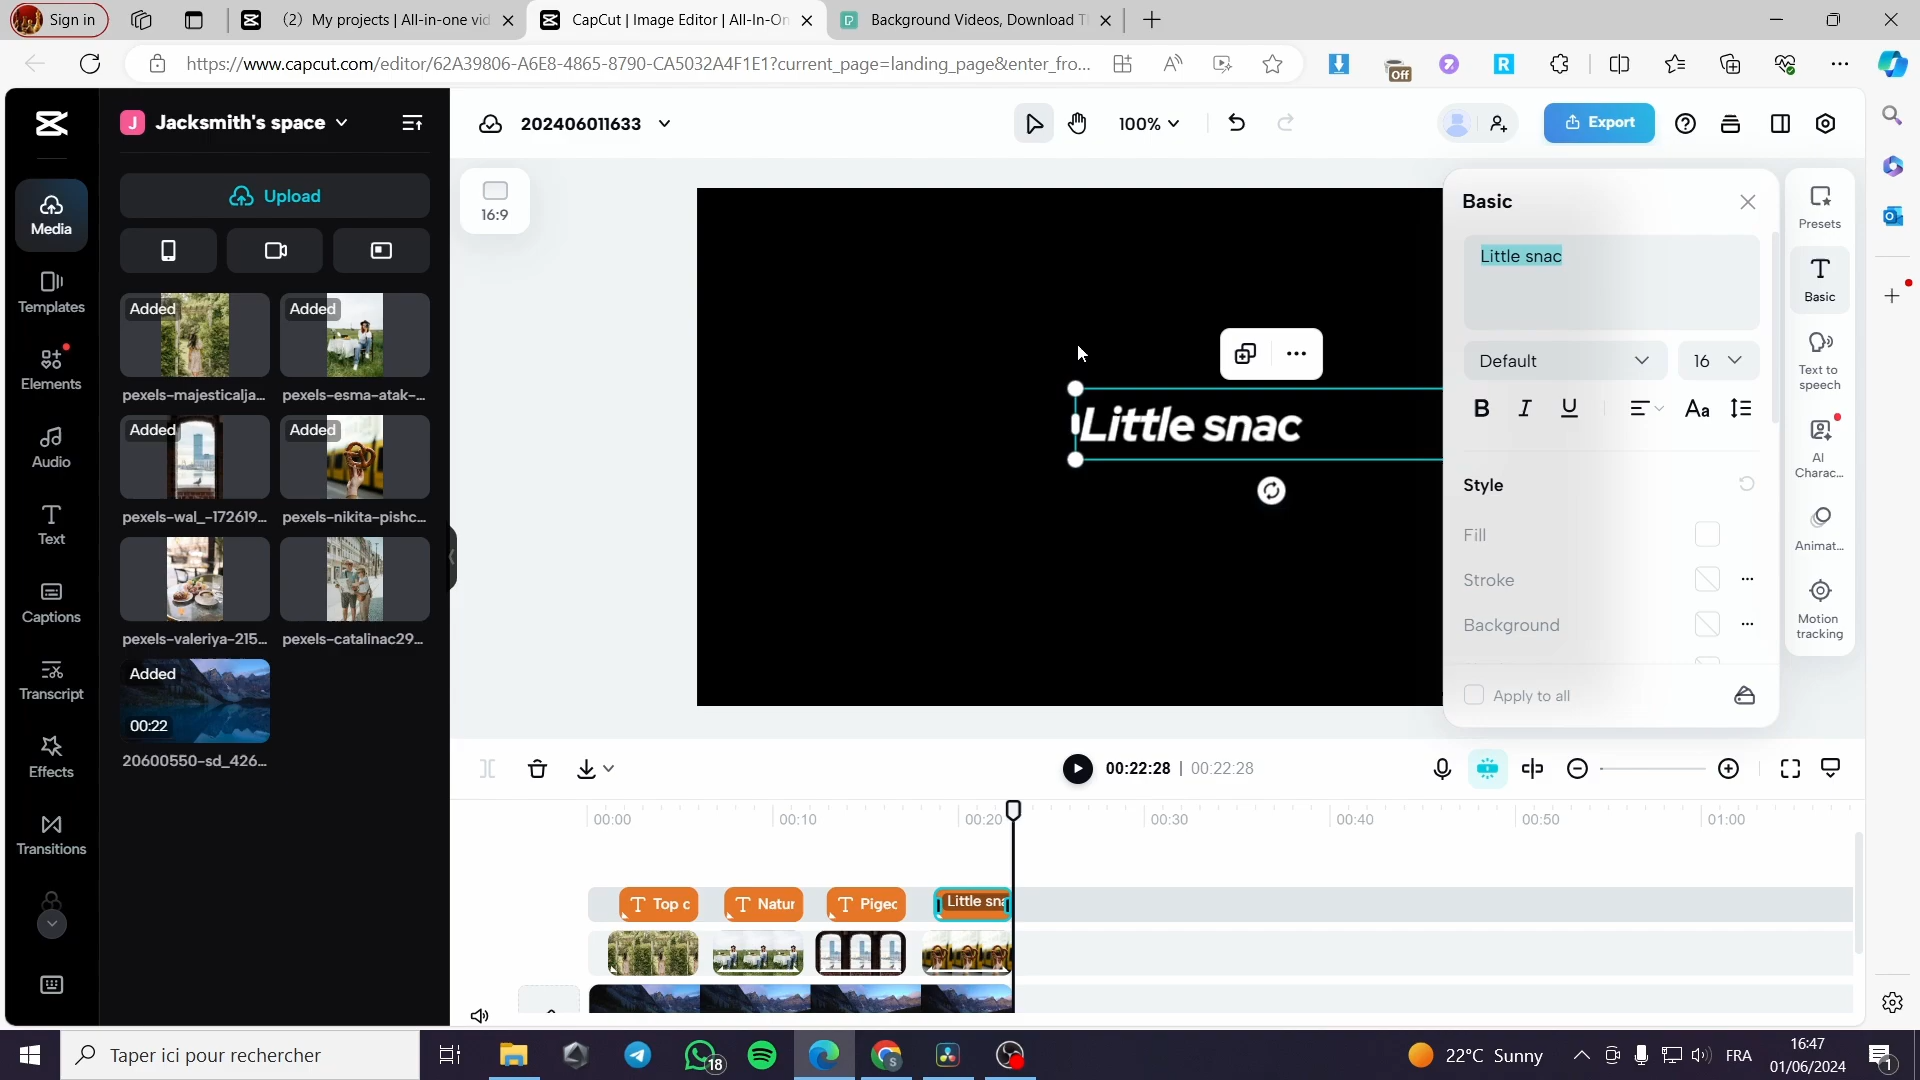 Sign in
(2) My projects | All-in-one vid
CapCut | Image Editor | All-In-On
Background Videos, Download Th
https://www.capcut.com/editor/62A39806-A6E8-4865-8790-CA5032A4F1E1?current_page=landing_page&enter_fro...
Off
J Jacksmith's space
202406011633
100%
Export
Upload
16:9
Media
Templates
Elements
Audio
Text
Captions
Transcript
Effects
Transitions
Added
Added
pexels-majesticalja...
pexels-esma-atak-...
Added
Added
pexels-wal_-172619...
pexels-nikita-pishc...
pexels-valeriya-215...
pexels-catalinac29...
Added
00:22
20600550-sd_426...
Little snac
Basic
Little snac
Default
16
B I U
Aa
Style
Fill
Stroke
Background
Apply to all
Presets
Basic
Text to
speech
AI
Charac...
Animat...
Motion
tracking
00:22:28 | 00:22:28
00:00
00:10
00:20
00:30
00:40
00:50
01:00
Top c
Natur
Pigec
Little sna
Taper ici pour rechercher
18
22°C Sunny
FRA
16:47
01/06/2024
1